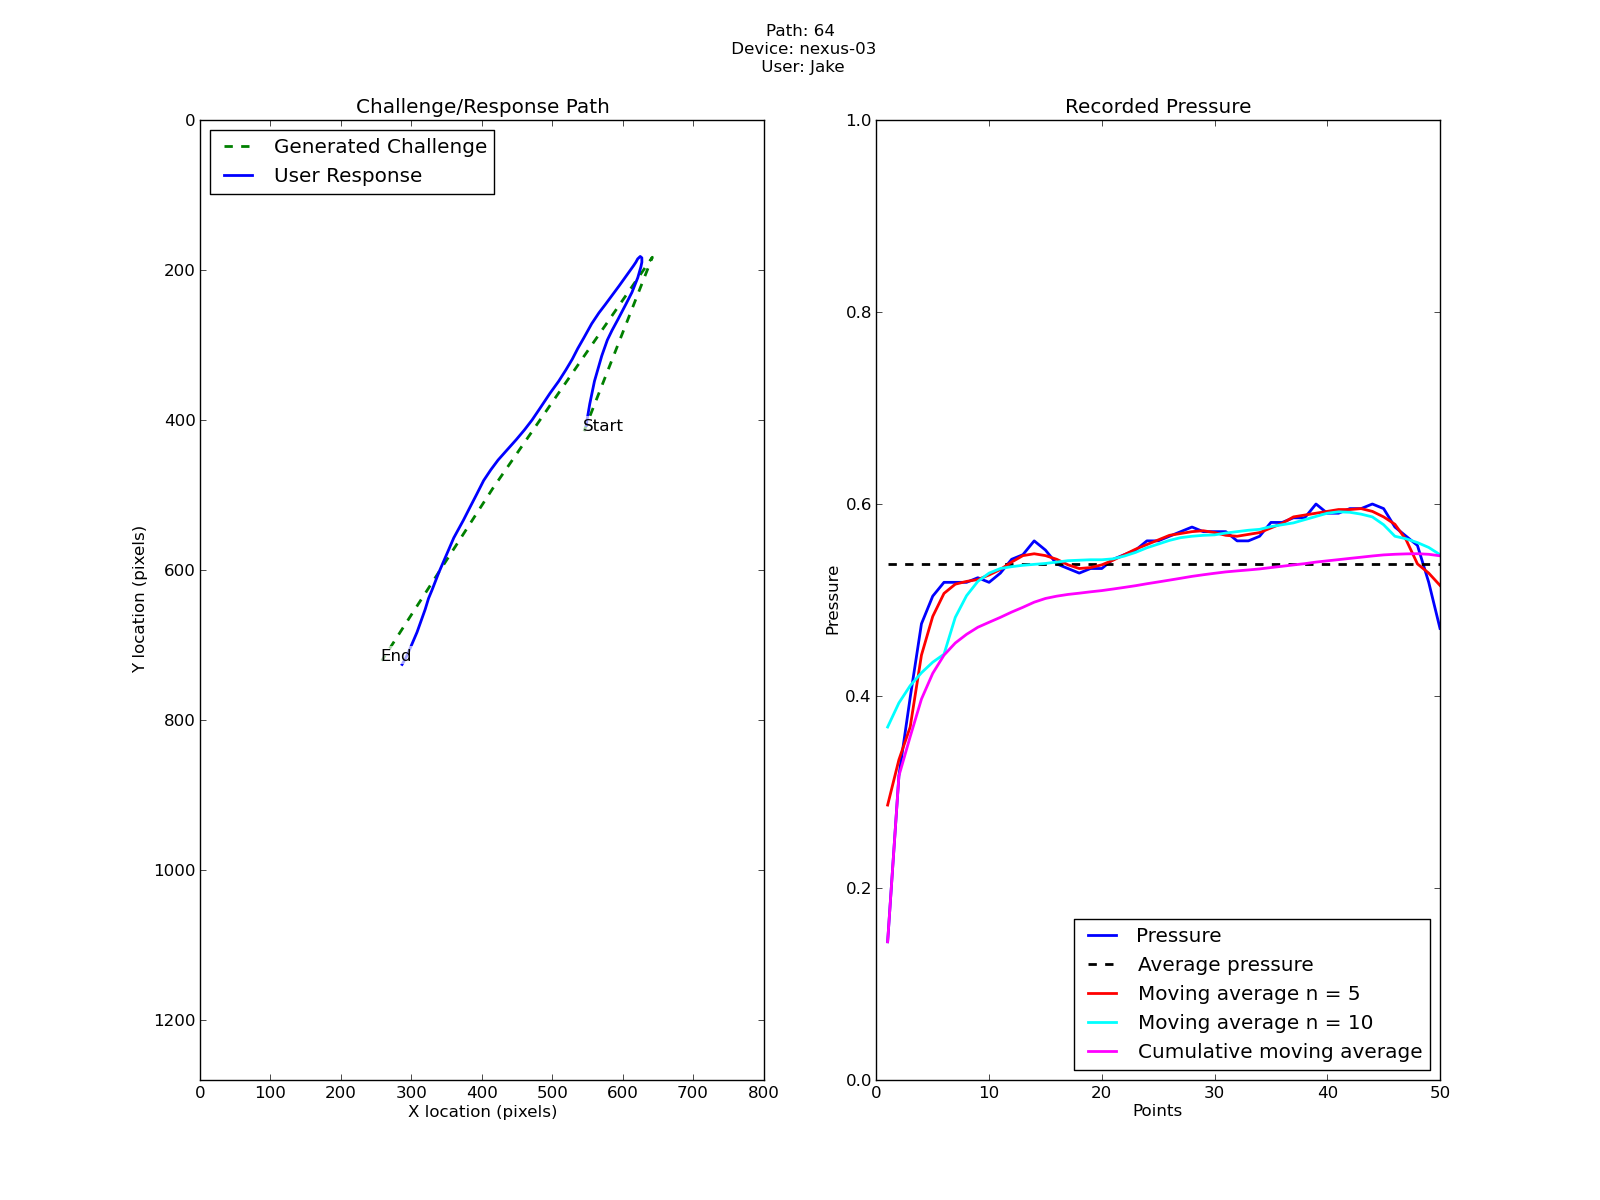 Path: 64
Device: nexus-03
User: Jake
Challenge/Response Path
0
200
400
600
800
1000
1200
Y location (pixels)
Generated Challenge
User Response
Start
End
0 100 200 300 400 500 600 700 800
X location (pixels)
Recorded Pressure
1.0
0.8
0.6
0.4
0.2
0.0
Pressure
Pressure
Average pressure
Moving average n = 5
Moving average n = 10
Cumulative moving average
0 10 20 30 40 50
Points